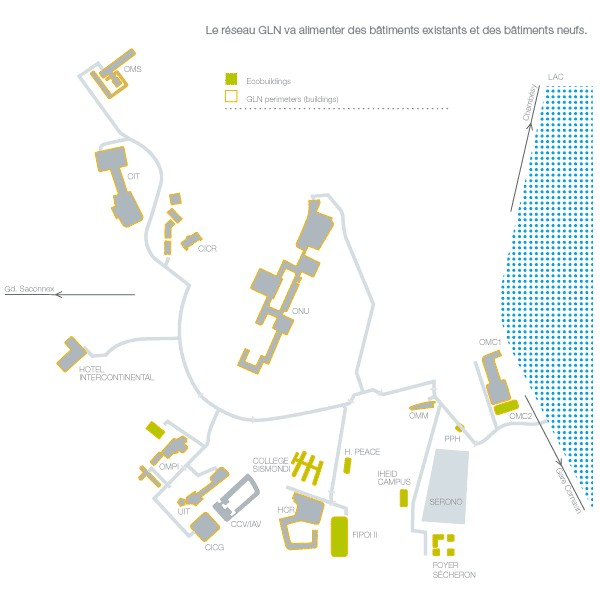 Le réseau GLN va alimenter des bâtiments existants et des bâtiments neufs.
OMS
LAC
Ecobuildings
GLN perimeters (buildings)
Chambésy
OIT
CICR
Gd. Saconnex
ONU
HOTEL
INTERCONTINENTAL
OMC1
OMC2
OMM
PPH
OMPI
COLLEGE
SISMONDI
H. PEACE
IHEID
CAMPUS
Gare Cornavin
SERONO
UIT
CCV/IAV
HCR
FIPOI II
CICG
FOYER
SÉCHERON